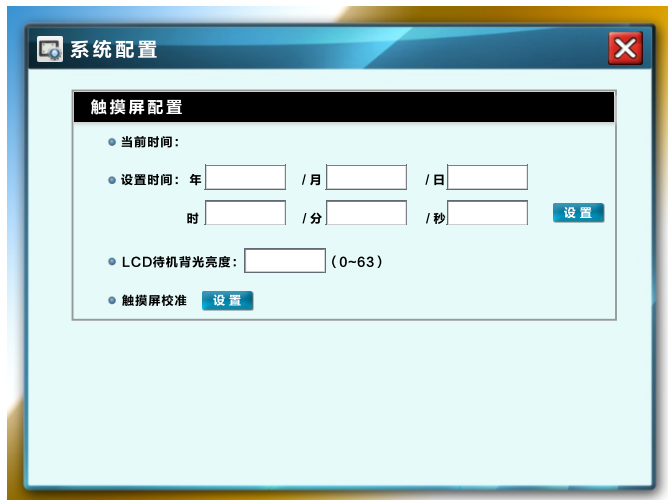 系统配置
触摸屏配置
当前时间：
设置时间： 年 /月 /日
时 /分 /秒 设置
LCD待机背光亮度： （0~63）
触摸屏校准 设置